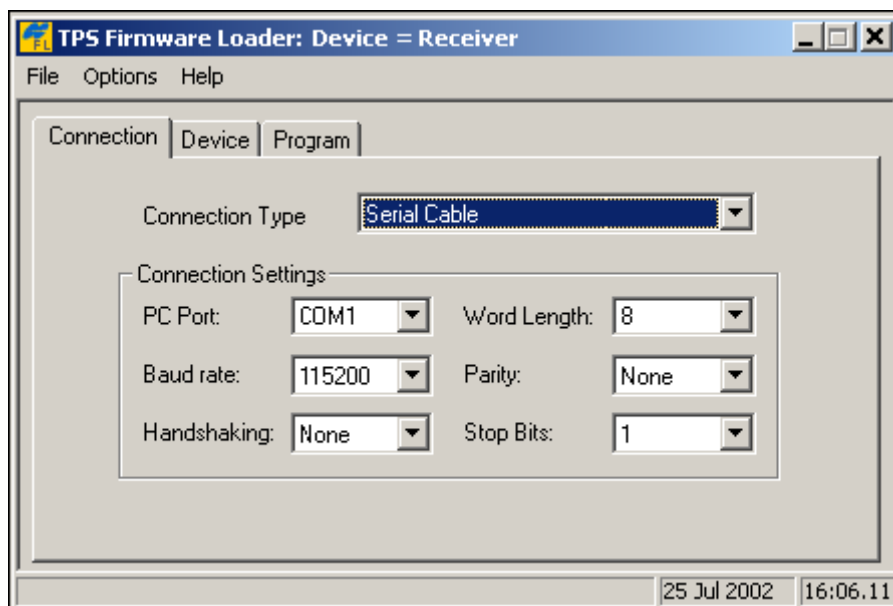 FL TPS Firmware Loader: Device = Receiver
File Options Help
Connection Device Program
Connection Type Serial Cable
Connection Settings
PC Port: COM1 Word Length: 8
Baud rate: 115200 Parity: None
Handshaking: None Stop Bits: 1
25 Jul 2002 16:06.11